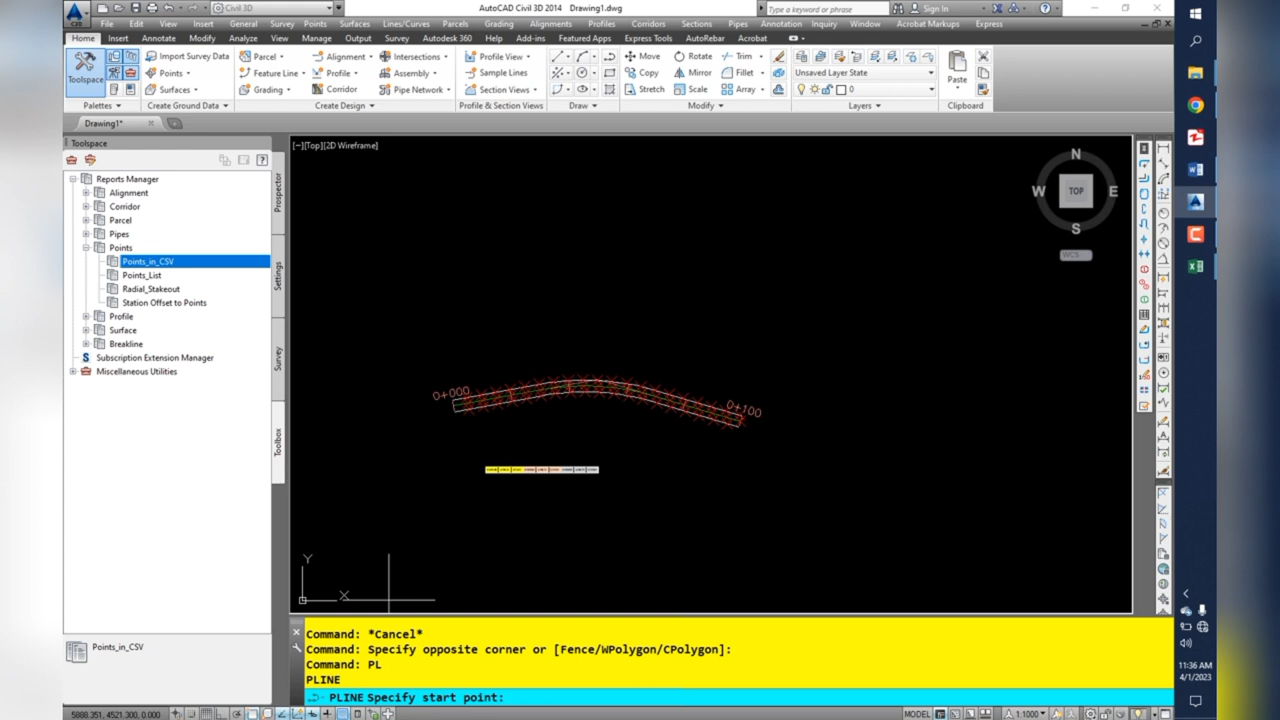 Civil 3D
AutoCAD Civil 3D 2014 Drawing1.dwg
Type a keyword or phrase
Sign In
File Edit View Insert General Survey Points Surfaces Lines/Curves Parcels Grading Alignments Profiles Corridors Sections Pipes Annotation Inquiry Window Acrobat Markups Express
Home Insert Annotate Modify Analyze View Manage Output Survey Autodesk 360 Help Add-ins Featured Apps Express Tools AutoRebar Acrobat
Toolspace
Import Survey Data
Points
Surfaces
Parcel
Feature Line
Grading
Alignment
Profile
Corridor
Intersections
Assembly
Pipe Network
Profile View
Sample Lines
Section Views
Move
Copy
Stretch
Rotate
Mirror
Scale
Trim
Fillet
Array
Unsaved Layer State
0
Paste
Palettes Create Ground Data Create Design Profile & Section Views Draw Modify Layers Clipboard
Drawing1*
Toolspace
Reports Manager
Alignment
Corridor
Parcel
Pipes
Points
Points_in_CSV
Points_List
Radial_Stakeout
Station Offset to Points
Profile
Surface
Breakline
Subscription Extension Manager
Miscellaneous Utilities
Prospector
Settings
Survey
Toolbox
Points_in_CSV
[−][Top][2D Wireframe]
N
W TOP E
S
WCS
0+000
0+100
Y
X
Command: *Cancel*
Command: Specify opposite corner or [Fence/WPolygon/CPolygon]:
Command: PL
PLINE
PLINE Specify start point:
5888.351, 4521.300, 0.000
MODEL
1:1000
11:36 AM
4/1/2023